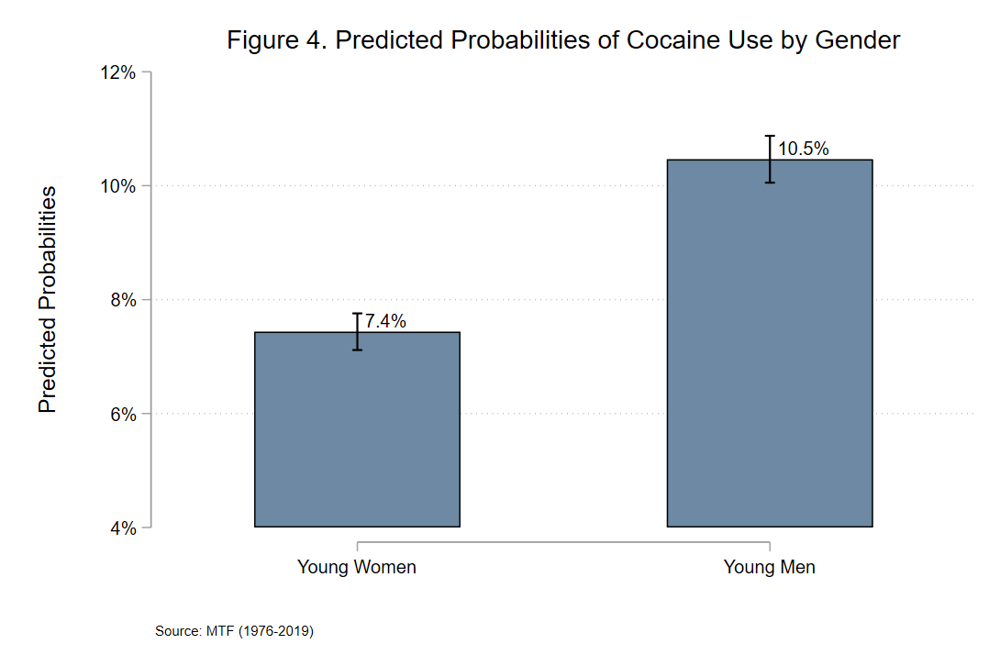 Figure 4. Predicted Probabilities of Cocaine Use by Gender
12%
10%
8%
6%
4%
Predicted Probabilities
7.4%
10.5%
Young Women
Young Men
Source: MTF (1976-2019)